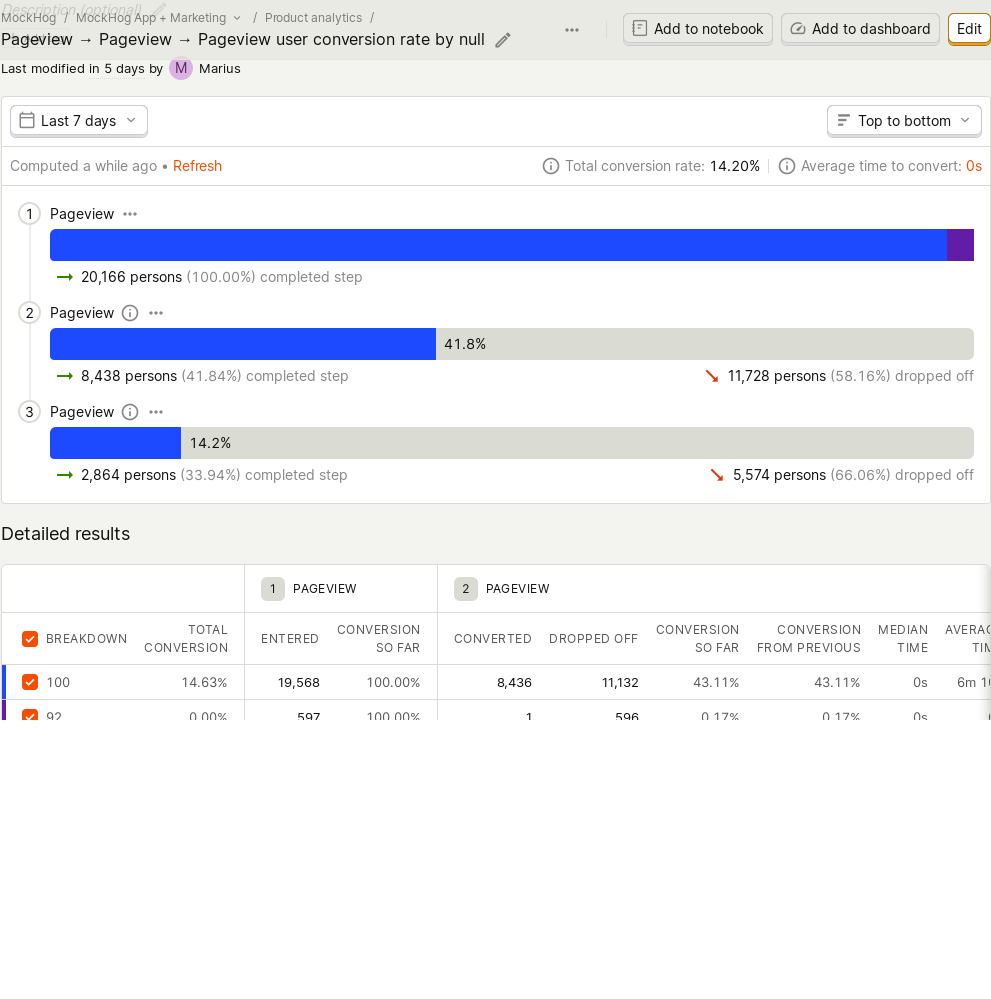 Description (optional)
MockHog / MockHog App + Marketing / Product analytics /
Pageview → Pageview → Pageview user conversion rate by null
Add to notebook
Add to dashboard
Edit
Last modified in 5 days by M Marius
Last 7 days
Top to bottom
Computed a while ago • Refresh
Total conversion rate: 14.20%
Average time to convert: 0s
1 Pageview
→ 20,166 persons (100.00%) completed step
2 Pageview
41.8%
→ 8,438 persons (41.84%) completed step
11,728 persons (58.16%) dropped off
3 Pageview
14.2%
→ 2,864 persons (33.94%) completed step
5,574 persons (66.06%) dropped off
Detailed results
1 PAGEVIEW 2 PAGEVIEW
BREAKDOWN
TOTAL
CONVERSION
ENTERED
CONVERSION
SO FAR
CONVERTED
DROPPED OFF
CONVERSION
SO FAR
CONVERSION
FROM PREVIOUS
MEDIAN
TIME
AVERAG
TIM
100 14.63% 19,568 100.00% 8,436 11,132 43.11% 43.11% 0s 6m 1
92 0.00% 597 100.00% 1 596 0.17% 0.17% 0s